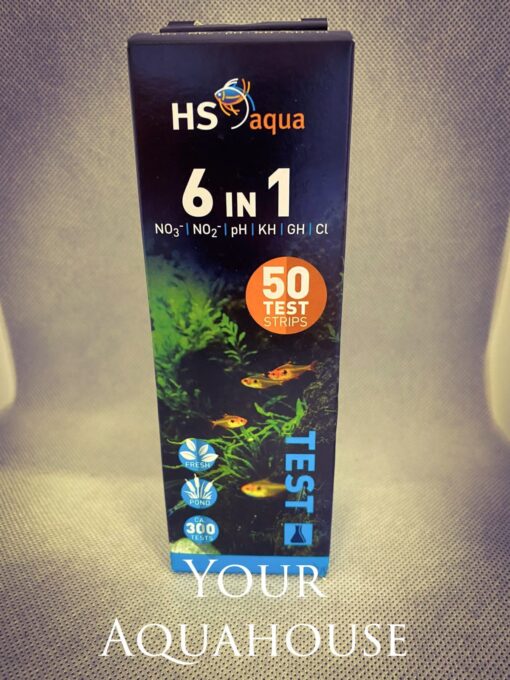 HS aqua
6 IN 1
NO₃⁻ | NO₂⁻ | pH | KH | GH | Cl
50
TEST
STRIPS
TEST
FRESH
POND
CA.
300
TESTS
YOUR
AQUAHOUSE